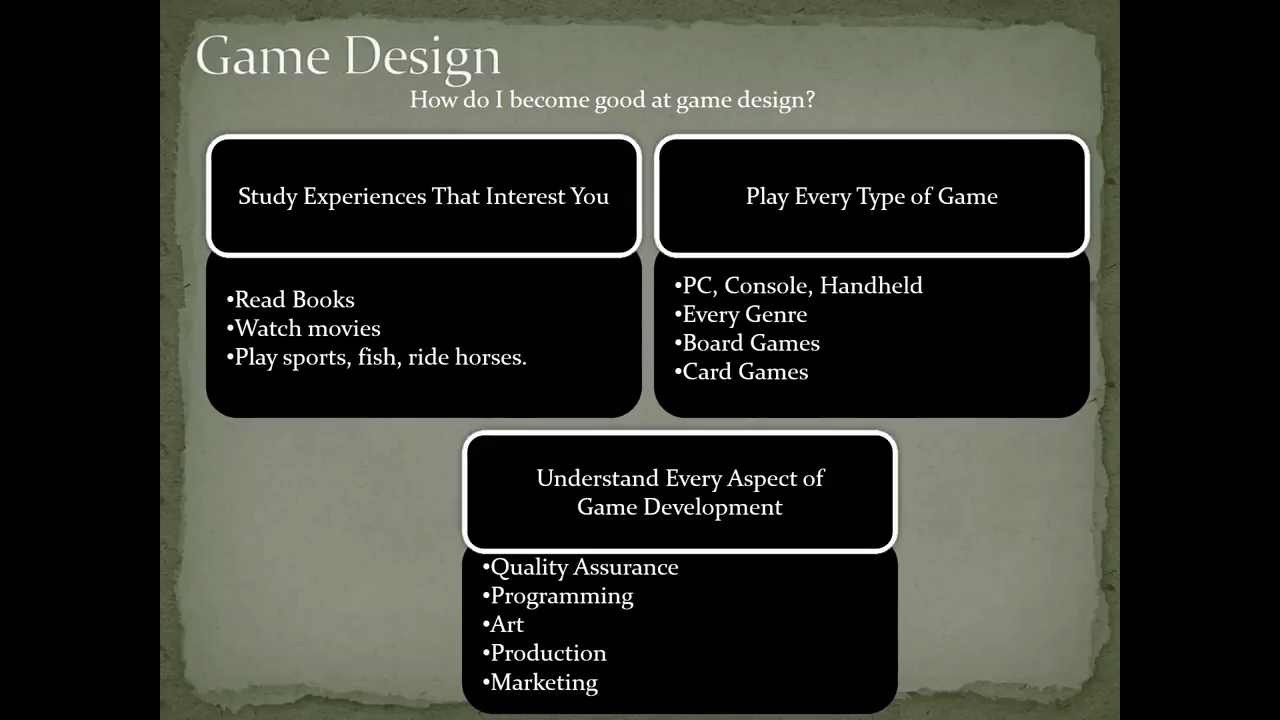 Game Design
How do I become good at game design?
Study Experiences That Interest You
•Read Books
•Watch movies
•Play sports, fish, ride horses.
Play Every Type of Game
•PC, Console, Handheld
•Every Genre
•Board Games
•Card Games
Understand Every Aspect of
Game Development
•Quality Assurance
•Programming
•Art
•Production
•Marketing